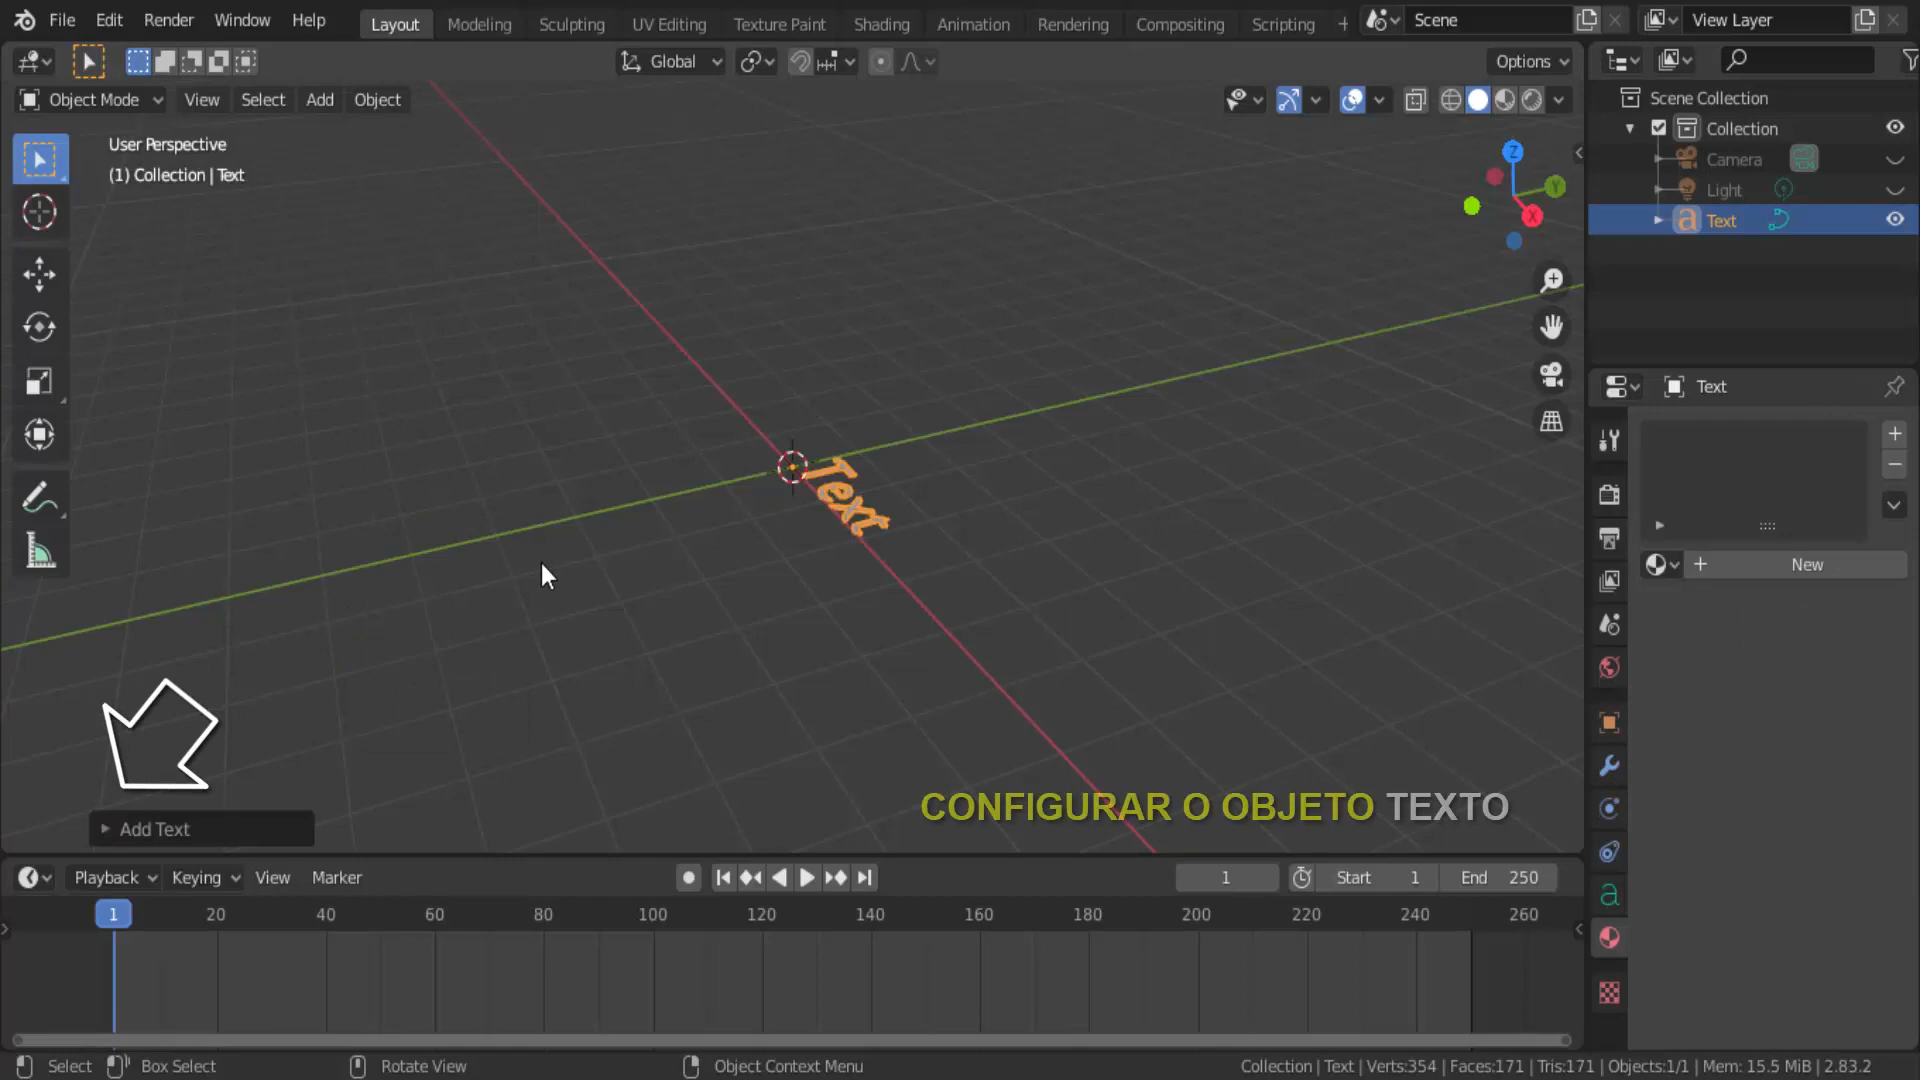 File Edit Render Window Help Layout Modeling Sculpting UV Editing Texture Paint Shading Animation Rendering Compositing Scripting + Scene View Layer
Global Options
Object Mode View Select Add Object
Scene Collection
Collection
Camera
Light
Text
User Perspective
(1) Collection | Text
Z
Y
X
Text
Text
New
CONFIGURAR O OBJETO TEXTO
Add Text
Playback Keying View Marker 1 Start 1 End 250
1 20 40 60 80 100 120 140 160 180 200 220 240 260
Select Box Select Rotate View Object Context Menu Collection | Text | Verts:354 | Faces:171 | Tris:171 | Objects:1/1 | Mem: 15.5 MiB | 2.83.2